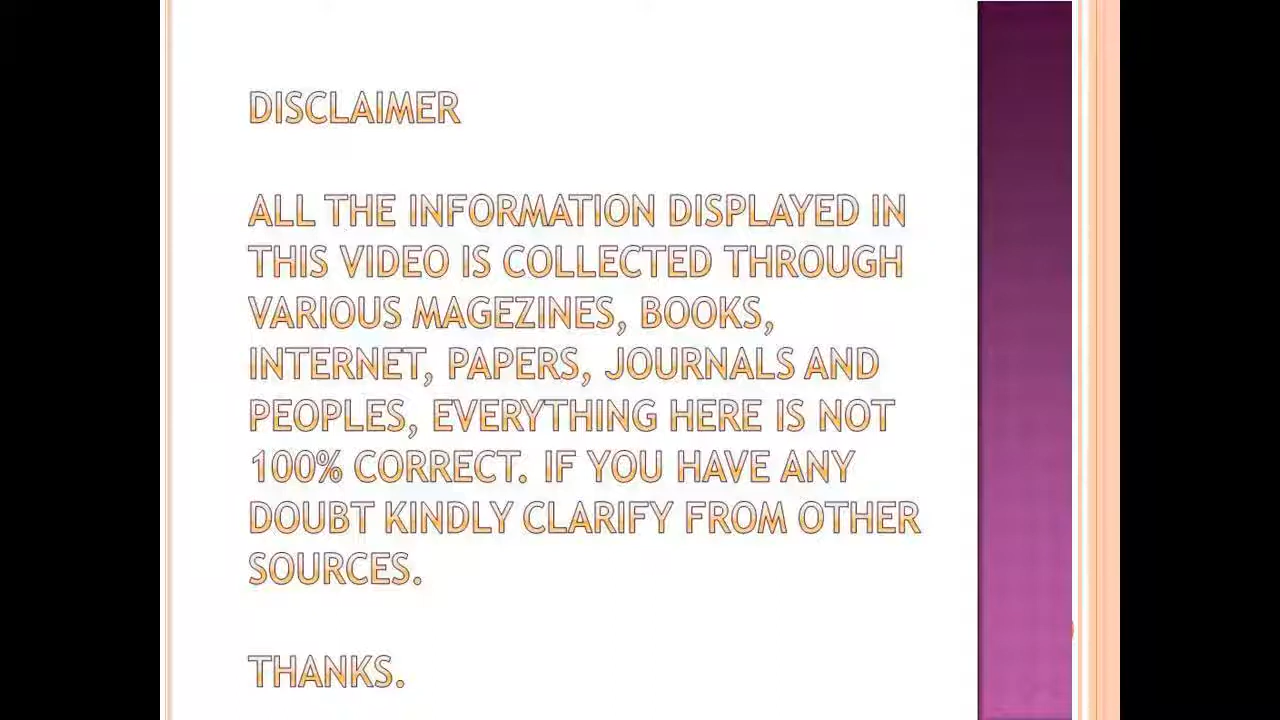 DISCLAIMER
ALL THE INFORMATION DISPLAYED IN
THIS VIDEO IS COLLECTED THROUGH
VARIOUS MAGEZINES, BOOKS,
INTERNET, PAPERS, JOURNALS AND
PEOPLES, EVERYTHING HERE IS NOT
100% CORRECT. IF YOU HAVE ANY
DOUBT KINDLY CLARIFY FROM OTHER
SOURCES.
THANKS.